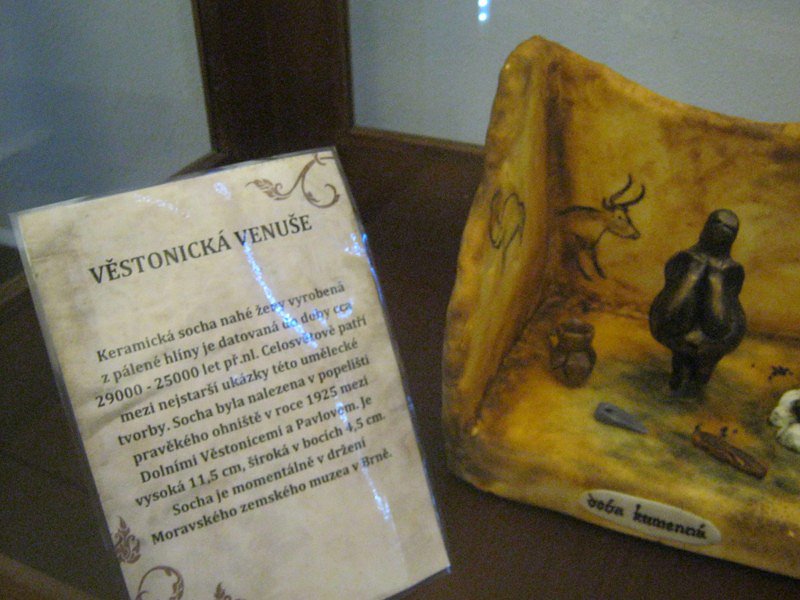 VĚSTONICKÁ VENUŠE
Keramická socha nahé ženy vyrobená
z pálené hlíny je datovaná do doby cca
29000 - 25000 let př.nl. Celosvětově patří
mezi nejstarší ukázky této umělecké
tvorby. Socha byla nalezena v popelišti
pravěkého ohniště v roce 1925 mezi
Dolními Věstonicemi a Pavlovom. Je
vysoká 11,5 cm, široká v bocích 4,5 cm.
Socha je momentálně v držení
Moravského zemského muzea v Brně.
doba kamenná